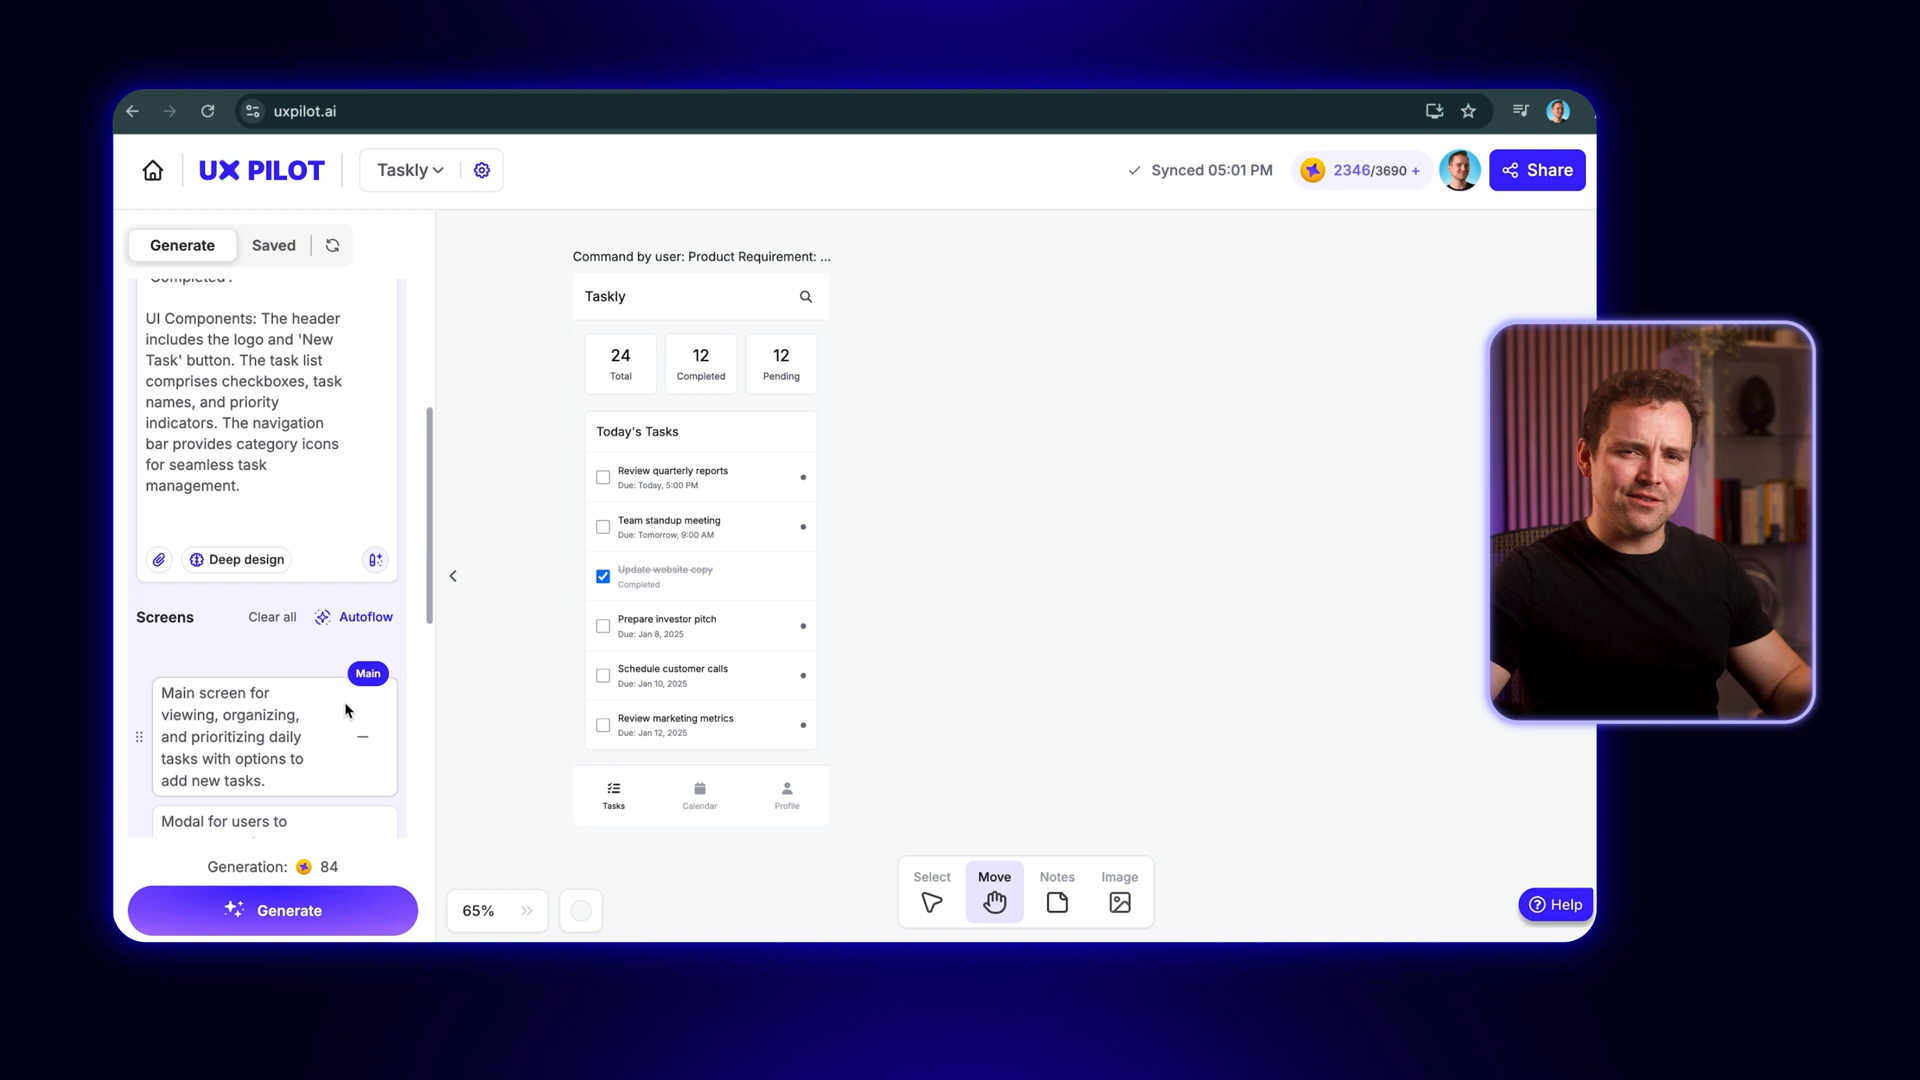 uxpilot.ai
UX PILOT
Taskly
Synced 05:01 PM
2346/3690 +
Share
Generate
Saved
UI Components: The header
includes the logo and 'New
Task' button. The task list
comprises checkboxes, task
names, and priority
indicators. The navigation
bar provides category icons
for seamless task
management.
Deep design
Screens
Clear all
Autoflow
Main
Main screen for
viewing, organizing,
and prioritizing daily
tasks with options to
add new tasks.
Modal for users to
Generation: 84
Generate
Command by user: Product Requirement: ...
Taskly
24
Total
12
Completed
12
Pending
Today's Tasks
Review quarterly reports
Due: Today, 5:00 PM
Team standup meeting
Due: Tomorrow, 9:00 AM
Update website copy
Completed
Prepare investor pitch
Due: Jan 8, 2025
Schedule customer calls
Due: Jan 10, 2025
Review marketing metrics
Due: Jan 12, 2025
Tasks
Calendar
Profile
65%
Select
Move
Notes
Image
Help